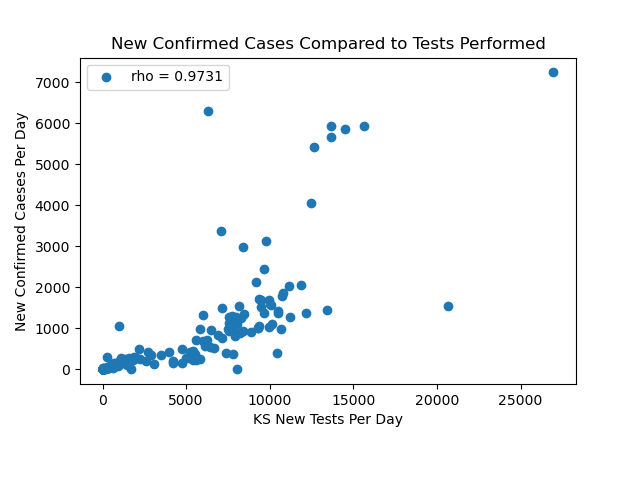 New Confirmed Cases Compared to Tests Performed
rho = 0.9731
7000
6000
5000
4000
3000
2000
1000
0
New Confirmed Caeses Per Day
0 5000 10000 15000 20000 25000
KS New Tests Per Day